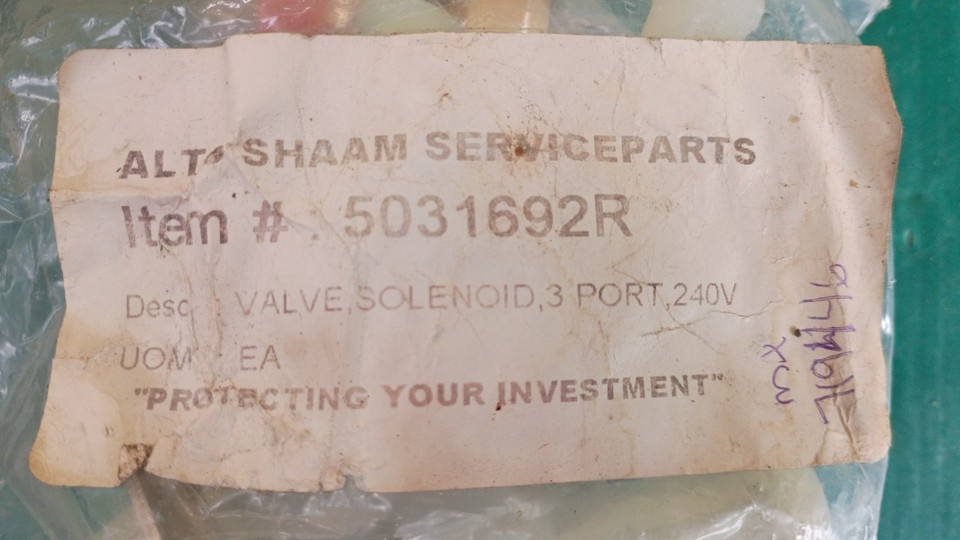 ALTO SHAAM SERVICEPARTS
Item # : 5031692R
Desc : VALVE,SOLENOID,3 PORT,240V
UOM : EA
"PROTECTING YOUR INVESTMENT"